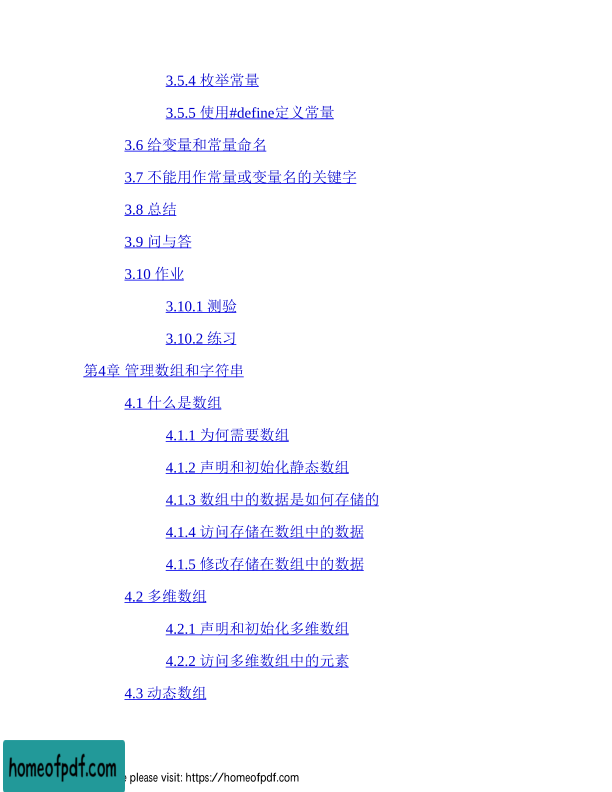 3.5.4 枚举常量
3.5.5 使用#define定义常量
3.6 给变量和常量命名
3.7 不能用作常量或变量名的关键字
3.8 总结
3.9 问与答
3.10 作业
3.10.1 测验
3.10.2 练习
第4章 管理数组和字符串
4.1 什么是数组
4.1.1 为何需要数组
4.1.2 声明和初始化静态数组
4.1.3 数组中的数据是如何存储的
4.1.4 访问存储在数组中的数据
4.1.5 修改存储在数组中的数据
4.2 多维数组
4.2.1 声明和初始化多维数组
4.2.2 访问多维数组中的元素
4.3 动态数组
homeofpdf.com
please visit: https://homeofpdf.com